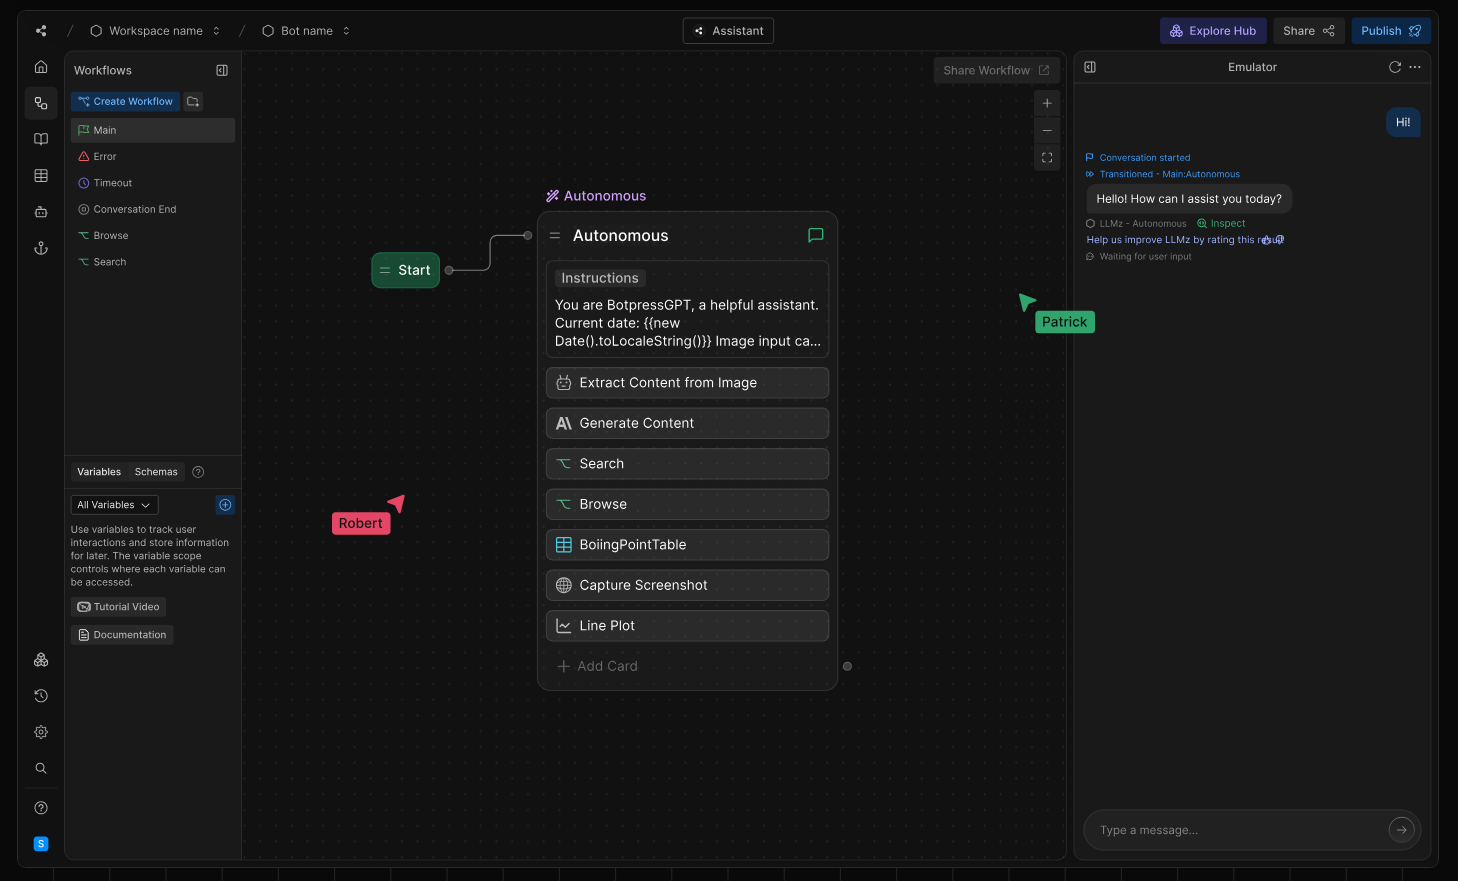 Workspace name
Bot name
Assistant
Explore Hub
Share
Publish
Workflows
Create Workflow
Main
Error
Timeout
Conversation End
Browse
Search
Variables
Schemas
All Variables
Use variables to track user
interactions and store information
for later. The variable scope
controls where each variable can
be accessed.
Tutorial Video
Documentation
S
Share Workflow
Start
Autonomous
Autonomous
Instructions
You are BotpressGPT, a helpful assistant.
Current date: {{new
Date().toLocaleString()}} Image input ca...
Extract Content from Image
Generate Content
Search
Browse
BoiingPointTable
Capture Screenshot
Line Plot
Add Card
Robert
Patrick
Emulator
Hi!
Conversation started
Transitioned - Main:Autonomous
Hello! How can I assist you today?
LLMz - Autonomous
Inspect
Help us improve LLMz by rating this result
Waiting for user input
Type a message...